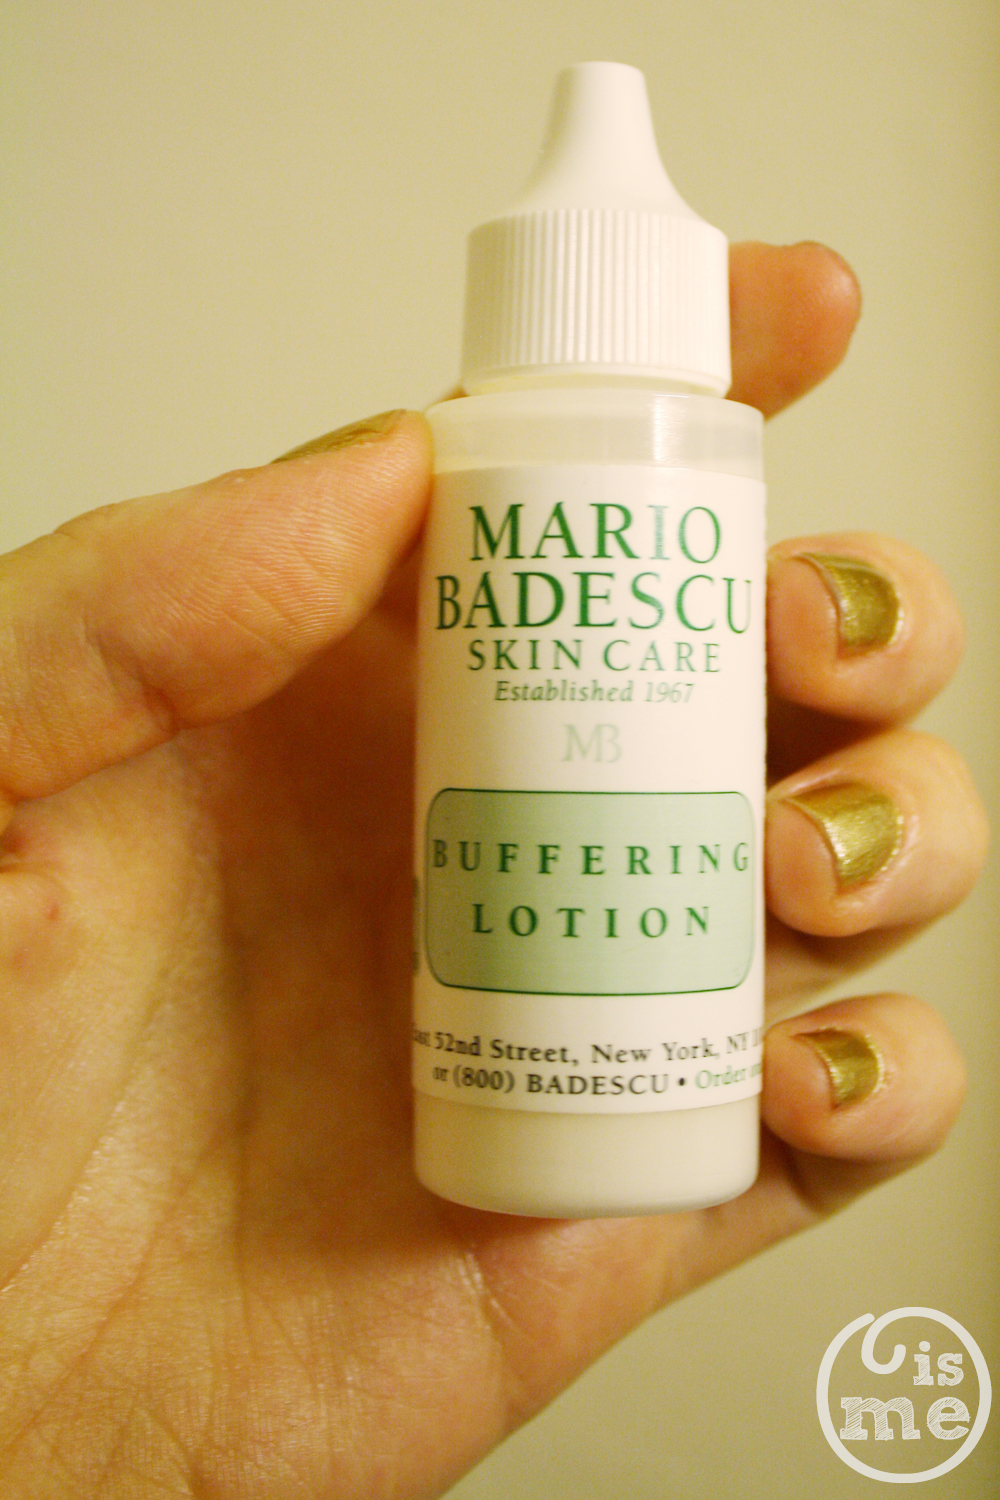 MARIO
BADESCU
SKIN CARE
Established 1967
MB
BUFFERING
LOTION
52nd Street, New York, NY
or (800) BADESCU • Order
is
me